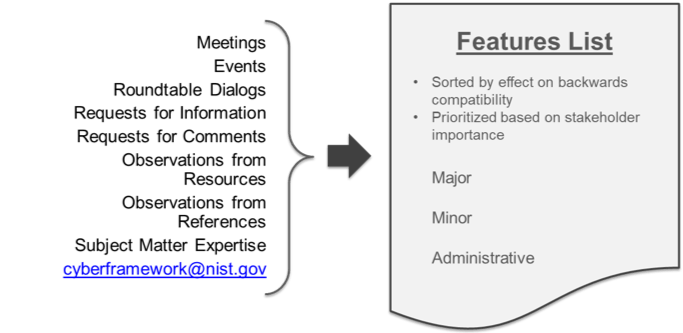 Meetings
Events
Roundtable Dialogs
Requests for Information
Requests for Comments
Observations from
Resources
Observations from
References
Subject Matter Expertise
cyberframework@nist.gov
Features List
• Sorted by effect on backwards
compatibility
• Prioritized based on stakeholder
importance
Major
Minor
Administrative